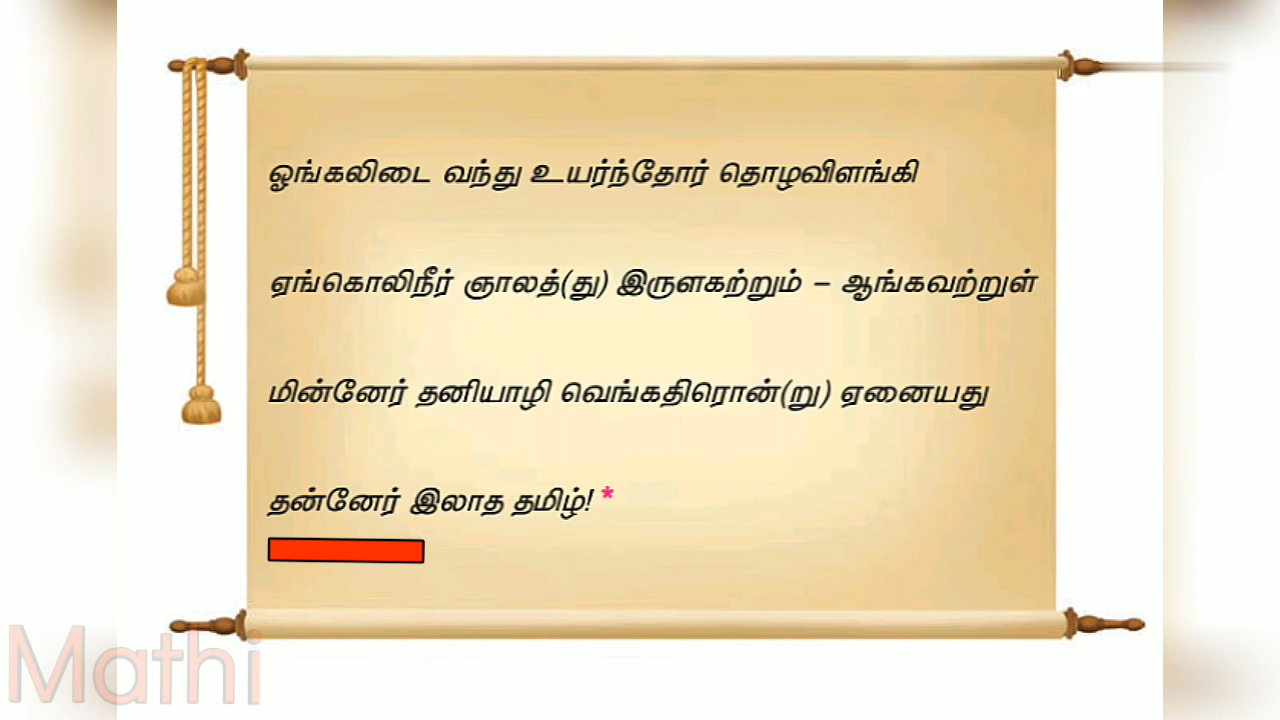 ஓங்கலிடை வந்து உயர்ந்தோர் தொழவிளங்கி
ஏங்கொலிநீர் ஞாலத்(து) இருளகற்றும் – ஆங்கவற்றுள்
மின்னேர் தனியாழி வெங்கதிரொன்(று) ஏனையது
தன்னேர் இலாத தமிழ்! *
Mathi